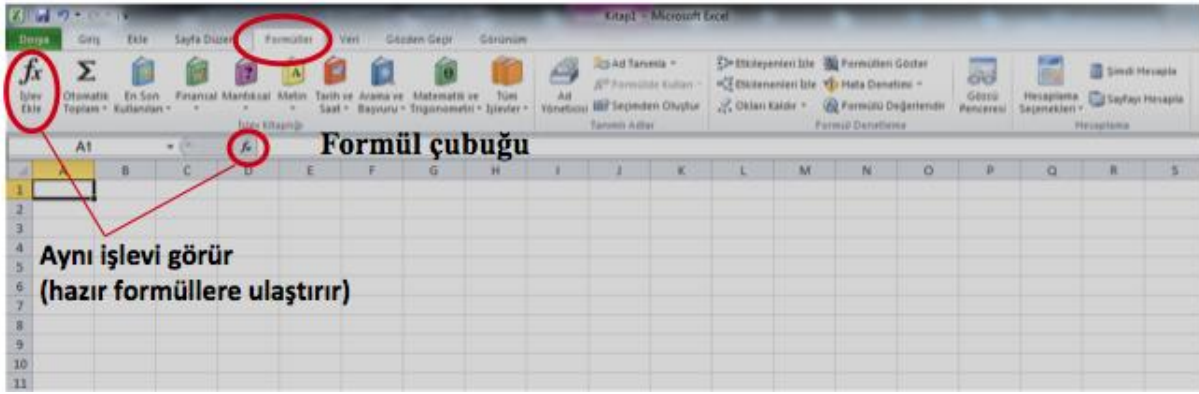 Kitap1 - Microsoft Excel
Dosya Giriş Ekle Sayfa Düzeni Formüller Veri Gözden Geçir Görünüm
fx Σ
İşlev Ekle
Otomatik Toplam
En Son Kullanılan
Finansal
Mantıksal
Metin
Tarih ve Saat
Arama ve Başvuru
Matematik ve Trigonometri
Tüm İşlevler
İşlev Kitaplığı
Ad Yöneticisi
Ad Tanımla
Formülde Kullan
Seçimden Oluştur
Tanımlı Adlar
Etkileyenleri İzle
Etkilenenleri İzle
Okları Kaldır
Formülleri Göster
Hata Denetimi
Formülü Değerlendir
Formül Denetleme
Gözcü Penceresi
Hesaplama Seçenekleri
Şimdi Hesapla
Sayfayı Hesapla
Hesaplama
A1 fx Formül çubuğu
A B C D E F G H I J K L M N O P Q R S
1
2
3
4
5
6
7
8
9
10
11
Aynı işlevi görür
(hazır formüllere ulaştırır)